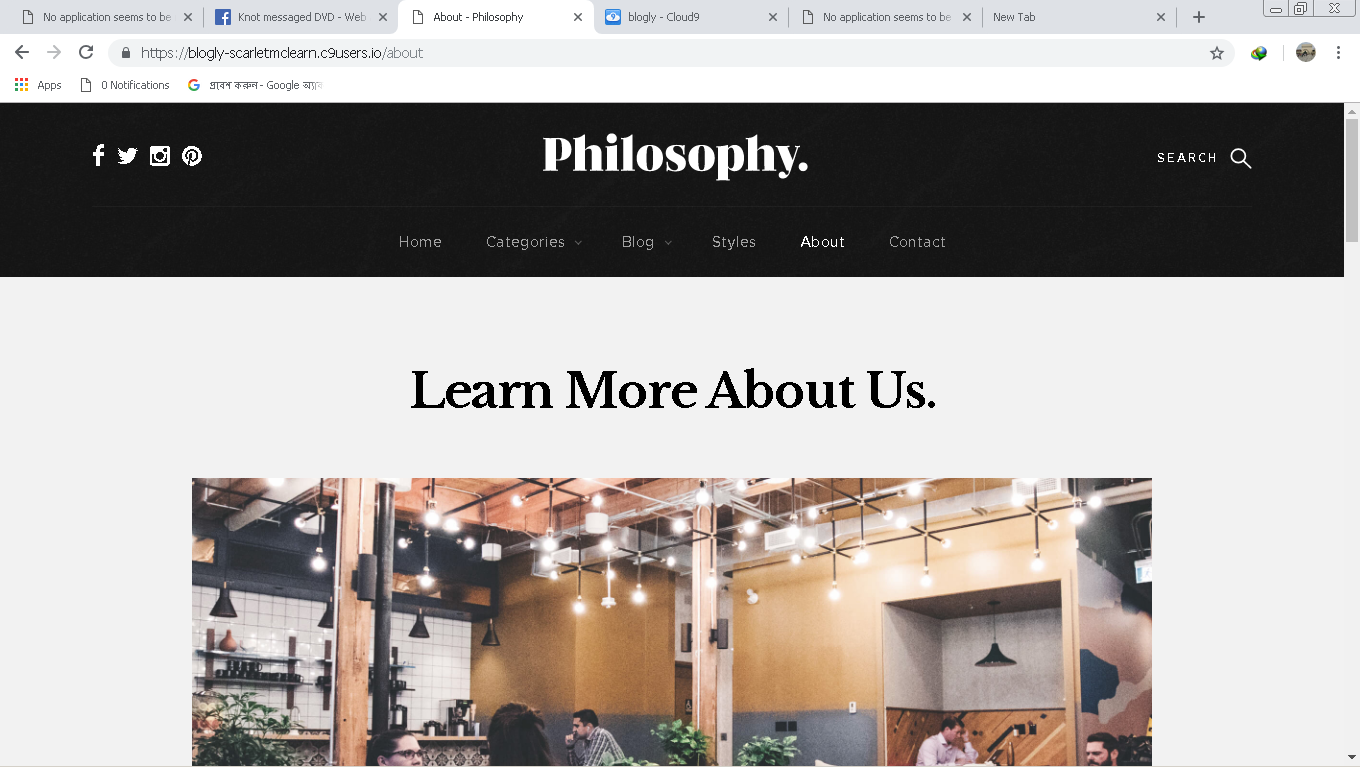 No application seems to be
Knot messaged DVD - Web
About - Philosophy
blogly - Cloud9
No application seems to be
New Tab
https://blogly-scarletmclearn.c9users.io/about
Apps
0 Notifications
প্রবেশ করুন - Google অ্যাক
Philosophy.
SEARCH
Home
Categories
Blog
Styles
About
Contact
Learn More About Us.